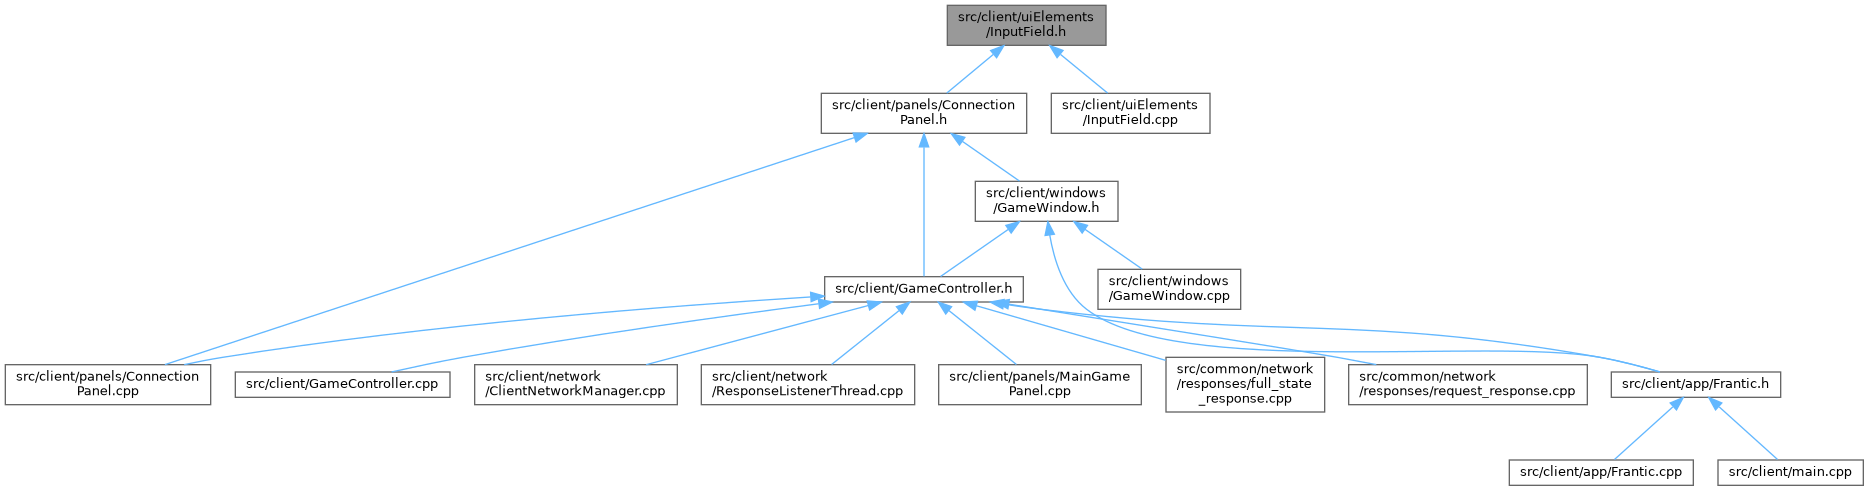 src/client/uiElements
/InputField.h
src/client/panels/Connection
Panel.h
src/client/uiElements
/InputField.cpp
src/client/windows
/GameWindow.h
src/client/GameController.h
src/client/windows
/GameWindow.cpp
src/client/panels/Connection
Panel.cpp
src/client/GameController.cpp
src/client/network
/ClientNetworkManager.cpp
src/client/network
/ResponseListenerThread.cpp
src/client/panels/MainGame
Panel.cpp
src/common/network
/responses/full_state
_response.cpp
src/common/network
/responses/request_response.cpp
src/client/app/Frantic.h
src/client/app/Frantic.cpp
src/client/main.cpp